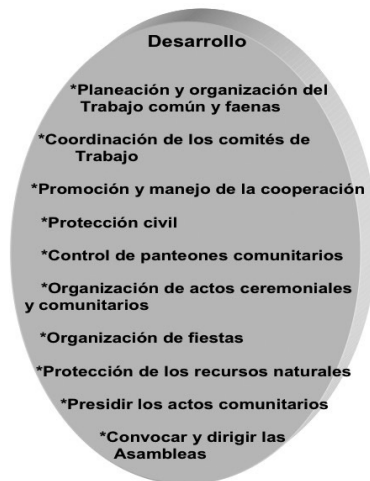 Desarrollo
*Planeación y organización del
Trabajo común y faenas
*Coordinación de los comités de
Trabajo
*Promoción y manejo de la cooperación
*Protección civil
*Control de panteones comunitarios
*Organización de actos ceremoniales
y comunitarios
*Organización de fiestas
*Protección de los recursos naturales
*Presidir los actos comunitarios
*Convocar y dirigir las
Asambleas